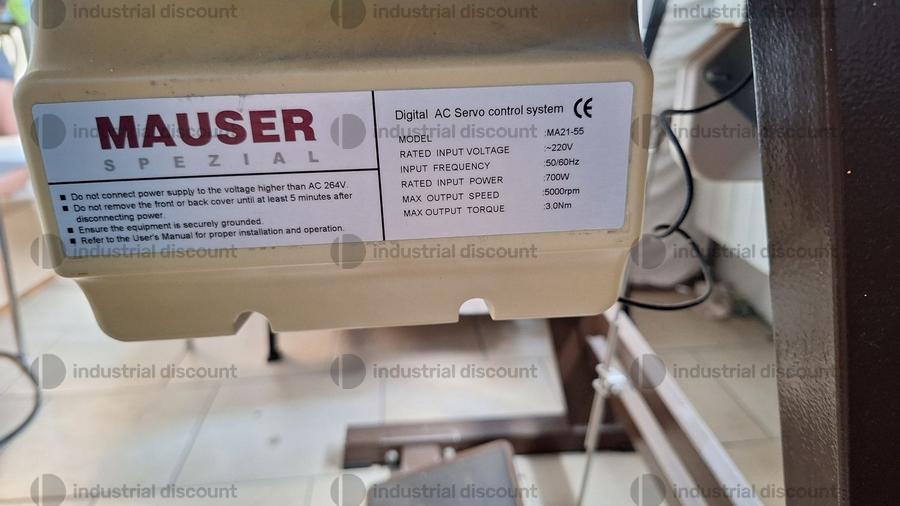 MAUSER
SPEZIAL
■ Do not connect power supply to the voltage higher than AC 264V.
■ Do not remove the front or back cover until at least 5 minutes after
disconnecting power.
■ Ensure the equipment is securely grounded.
■ Refer to the User's Manual for proper installation and operation.
Digital AC Servo control system CE
MODEL :MA21-55
RATED INPUT VOLTAGE :~220V
INPUT FREQUENCY :50/60Hz
RATED INPUT POWER :700W
MAX OUTPUT SPEED :5000rpm
MAX OUTPUT TORQUE :3.0Nm
industrial discount industrial discount industrial discount
industrial discount industrial discount industrial discount
industrial discount industrial discount industrial discount
industrial discount industrial discount industrial discount
industrial discount industrial discount industrial discount